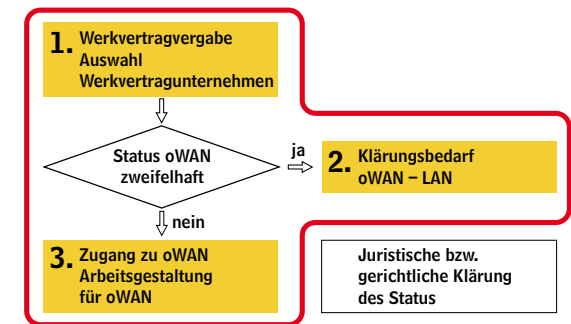 1. Werkvertragvergabe
Auswahl
Werkvertragunternehmen
Status oWAN
zweifelhaft
ja
2. Klärungsbedarf
oWAN – LAN
nein
3. Zugang zu oWAN
Arbeitsgestaltung
für oWAN
Juristische bzw.
gerichtliche Klärung
des Status